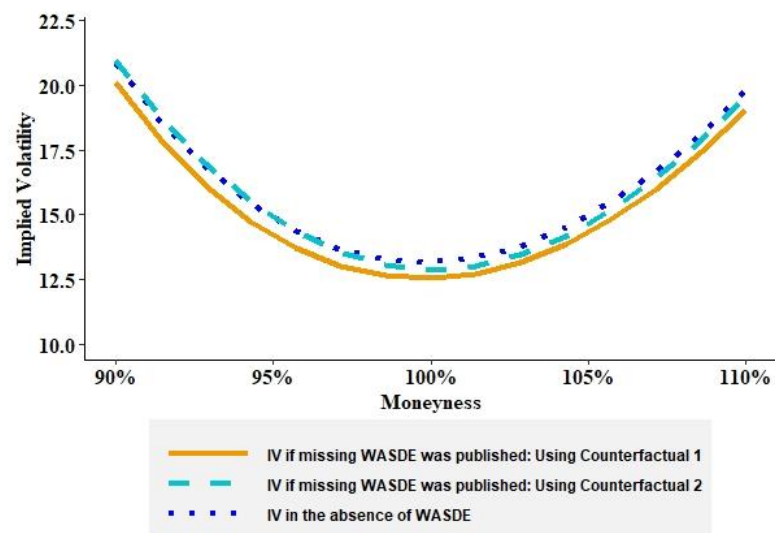 22.5
20.0
17.5
15.0
12.5
10.0
Implied Volatility
90%
95%
100%
105%
110%
Moneyness
IV if missing WASDE was published: Using Counterfactual 1
IV if missing WASDE was published: Using Counterfactual 2
IV in the absence of WASDE